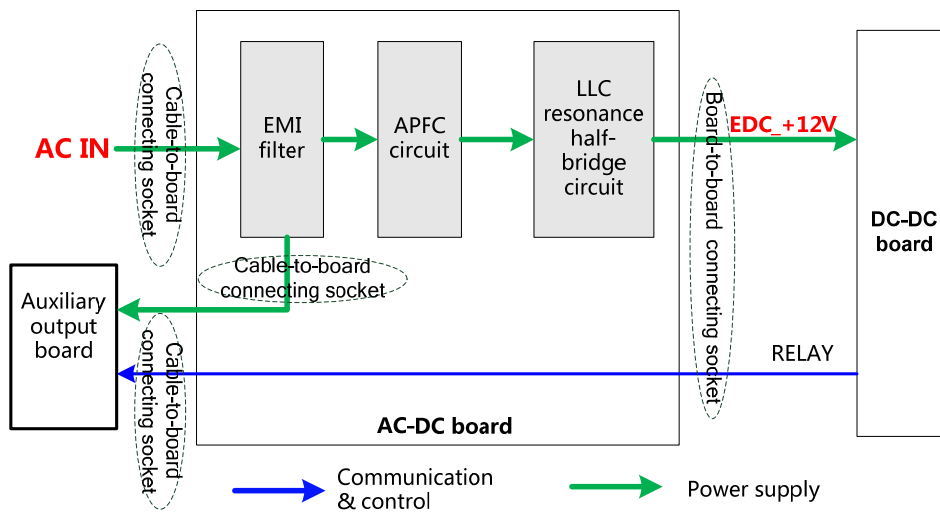 AC IN
Cable-to-board
connecting socket
EMI
filter
APFC
circuit
LLC
resonance
half-
bridge
circuit
Board-to-board connecting socket
EDC_+12V
DC-DC
board
Cable-to-board
connecting socket
Auxiliary
output
board
Cable-to-board
connecting socket
RELAY
AC-DC board
Communication
& control
Power supply